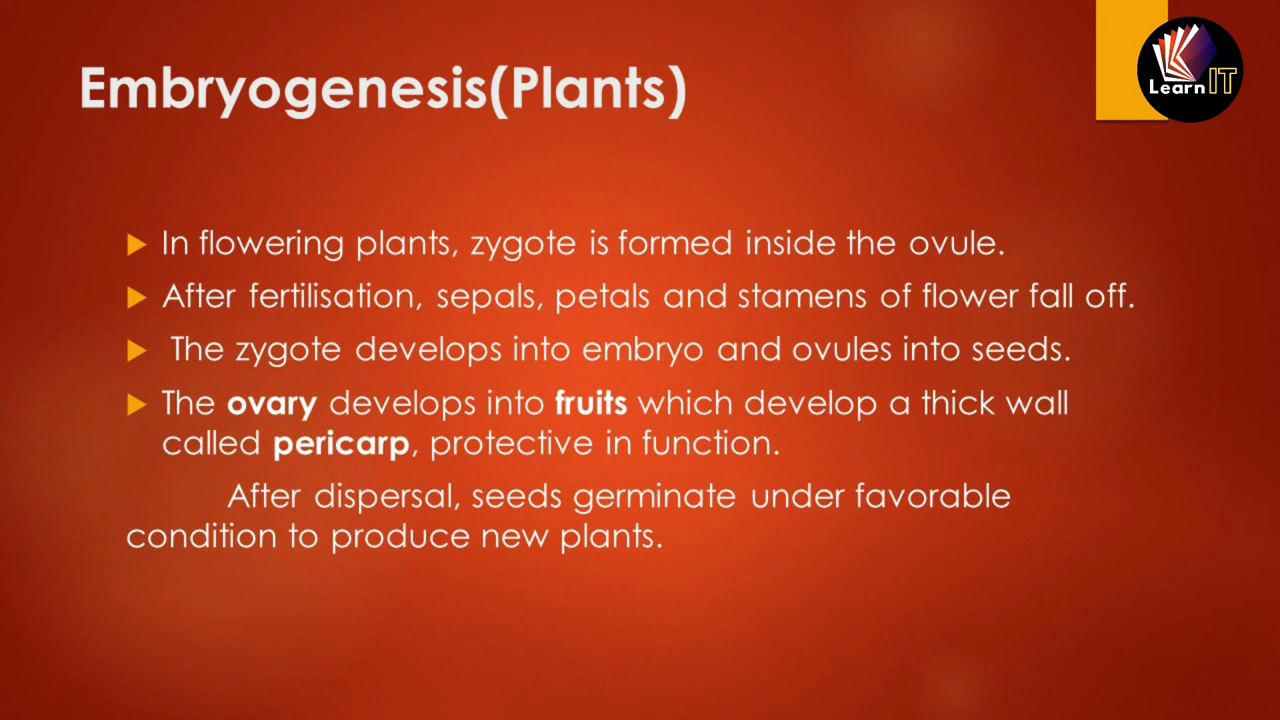 Embryogenesis(Plants)
LearnIT
In flowering plants, zygote is formed inside the ovule.
After fertilisation, sepals, petals and stamens of flower fall off.
The zygote develops into embryo and ovules into seeds.
The ovary develops into fruits which develop a thick wall
called pericarp, protective in function.
After dispersal, seeds germinate under favorable
condition to produce new plants.